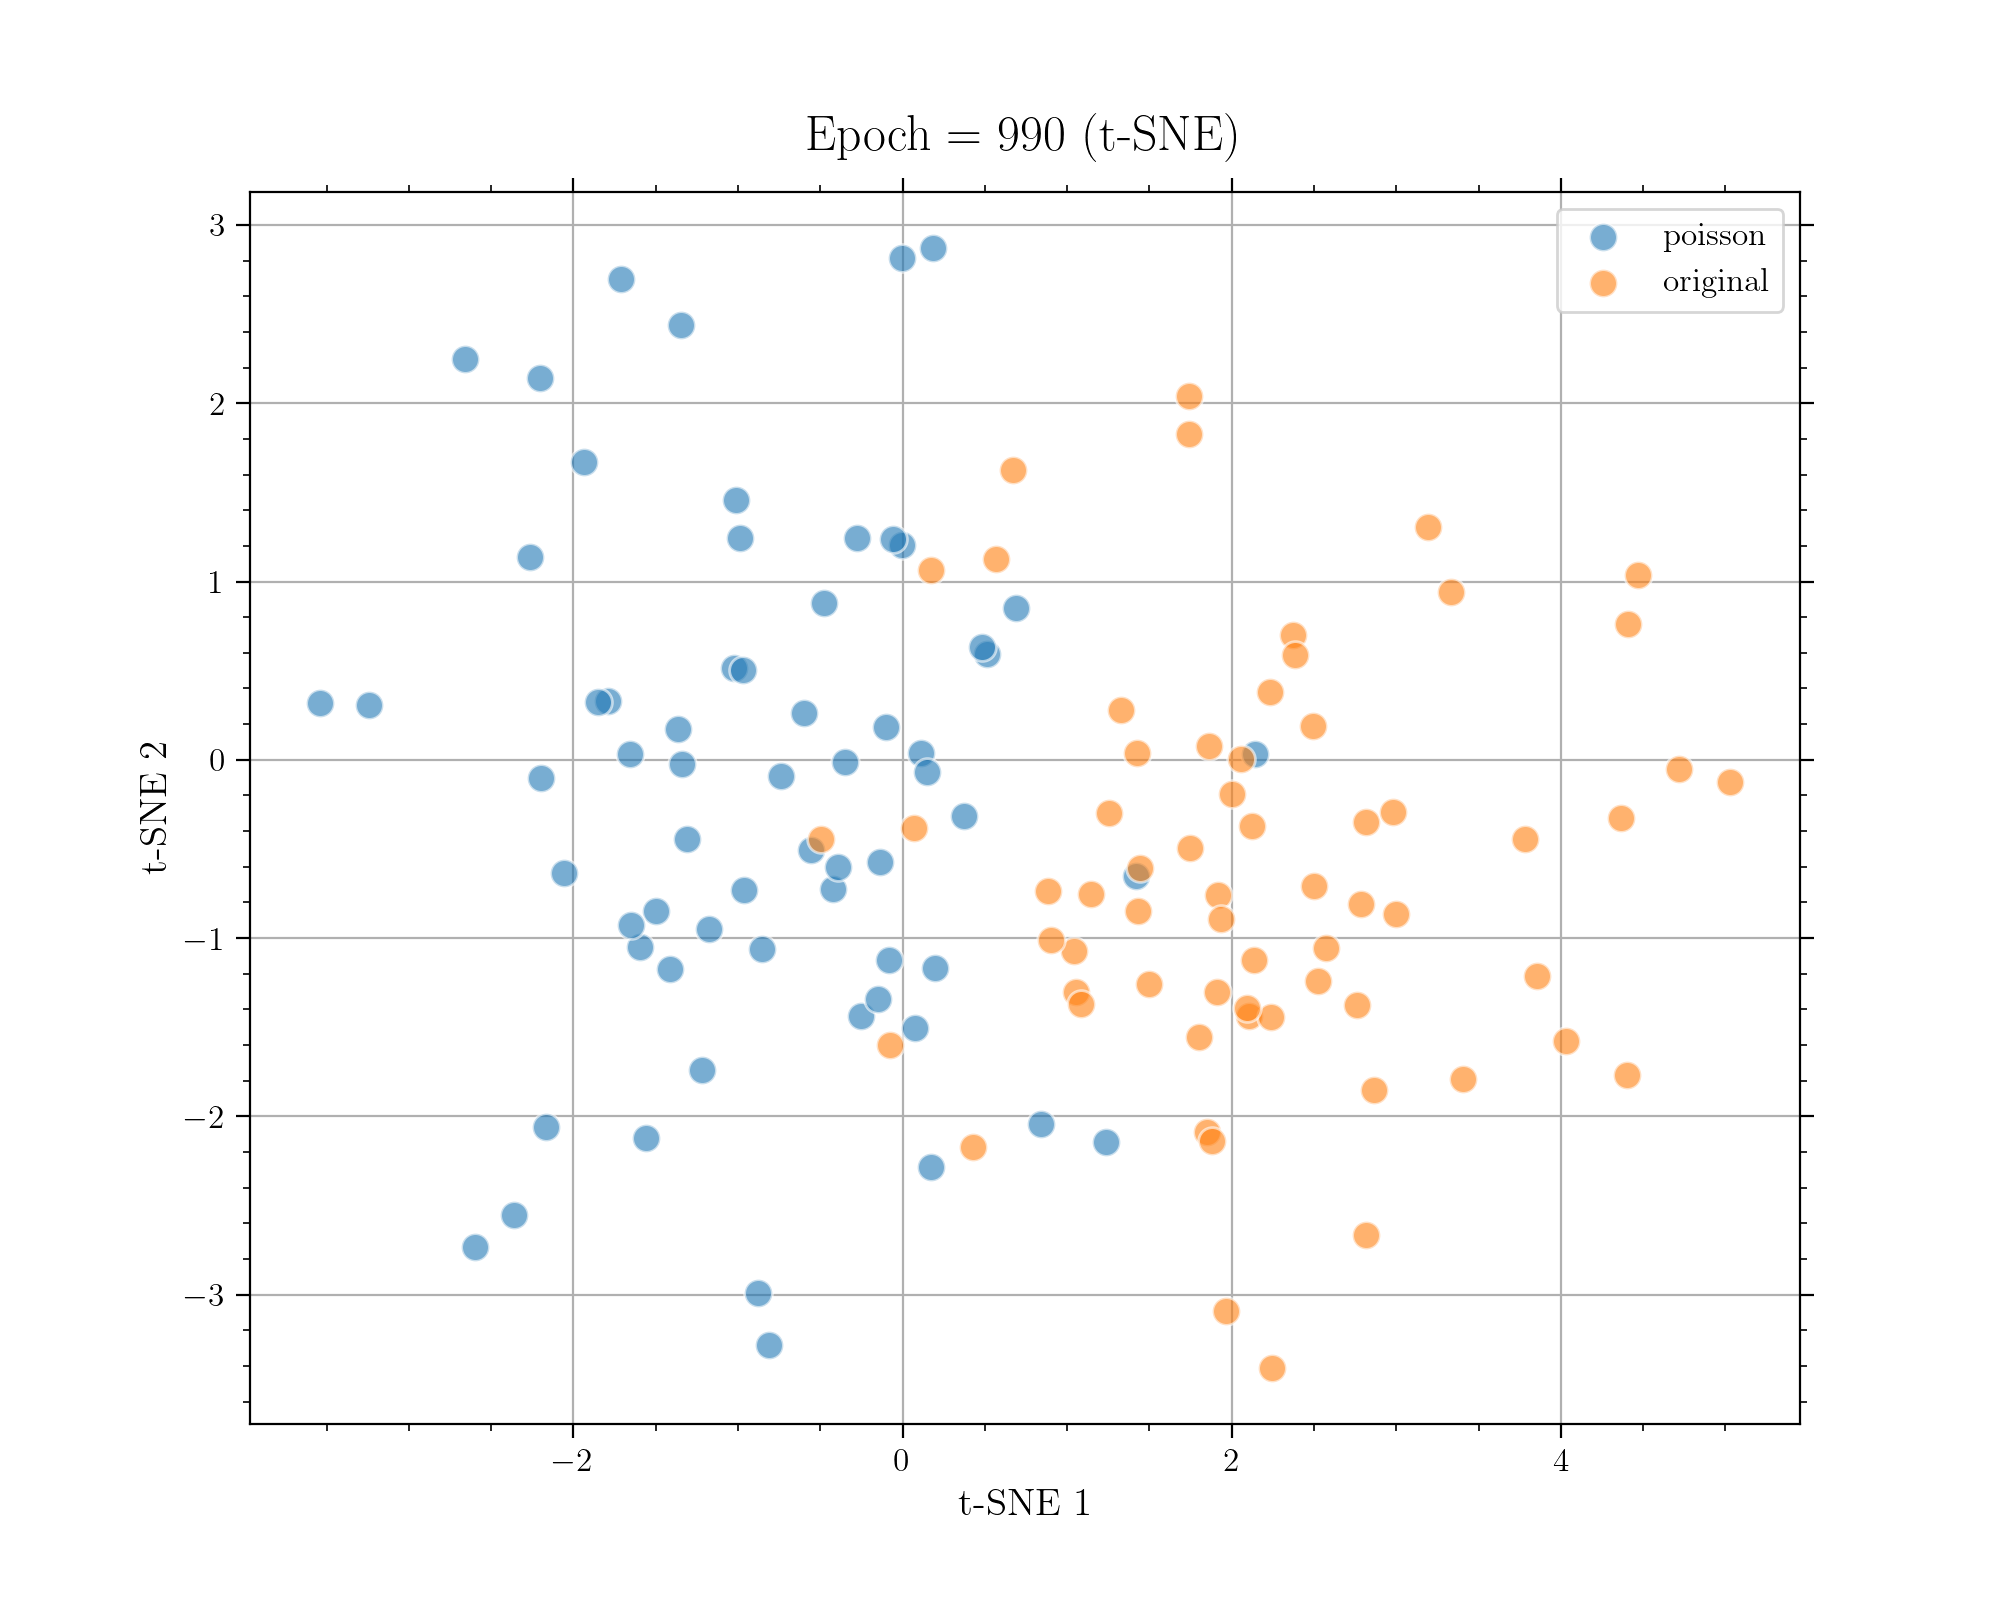 Epoch = 990 (t-SNE)
poisson
original
3
2
1
0
−1
−2
−3
t-SNE 2
−2
0
2
4
t-SNE 1